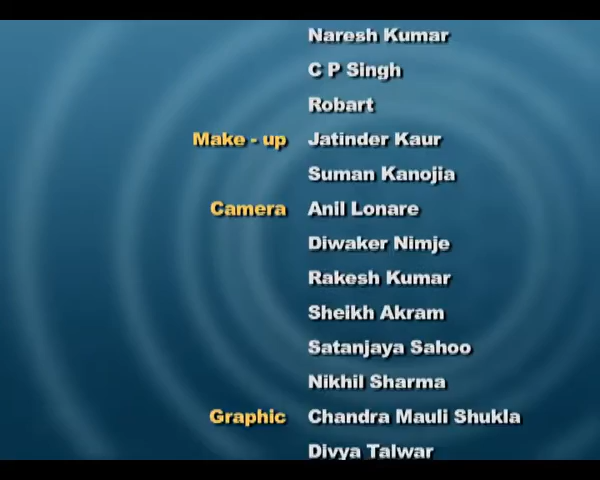 Naresh Kumar
C P Singh
Robart
Make - up Jatinder Kaur
Suman Kanojia
Camera Anil Lonare
Diwaker Nimje
Rakesh Kumar
Sheikh Akram
Satanjaya Sahoo
Nikhil Sharma
Graphic Chandra Mauli Shukla
Divya Talwar